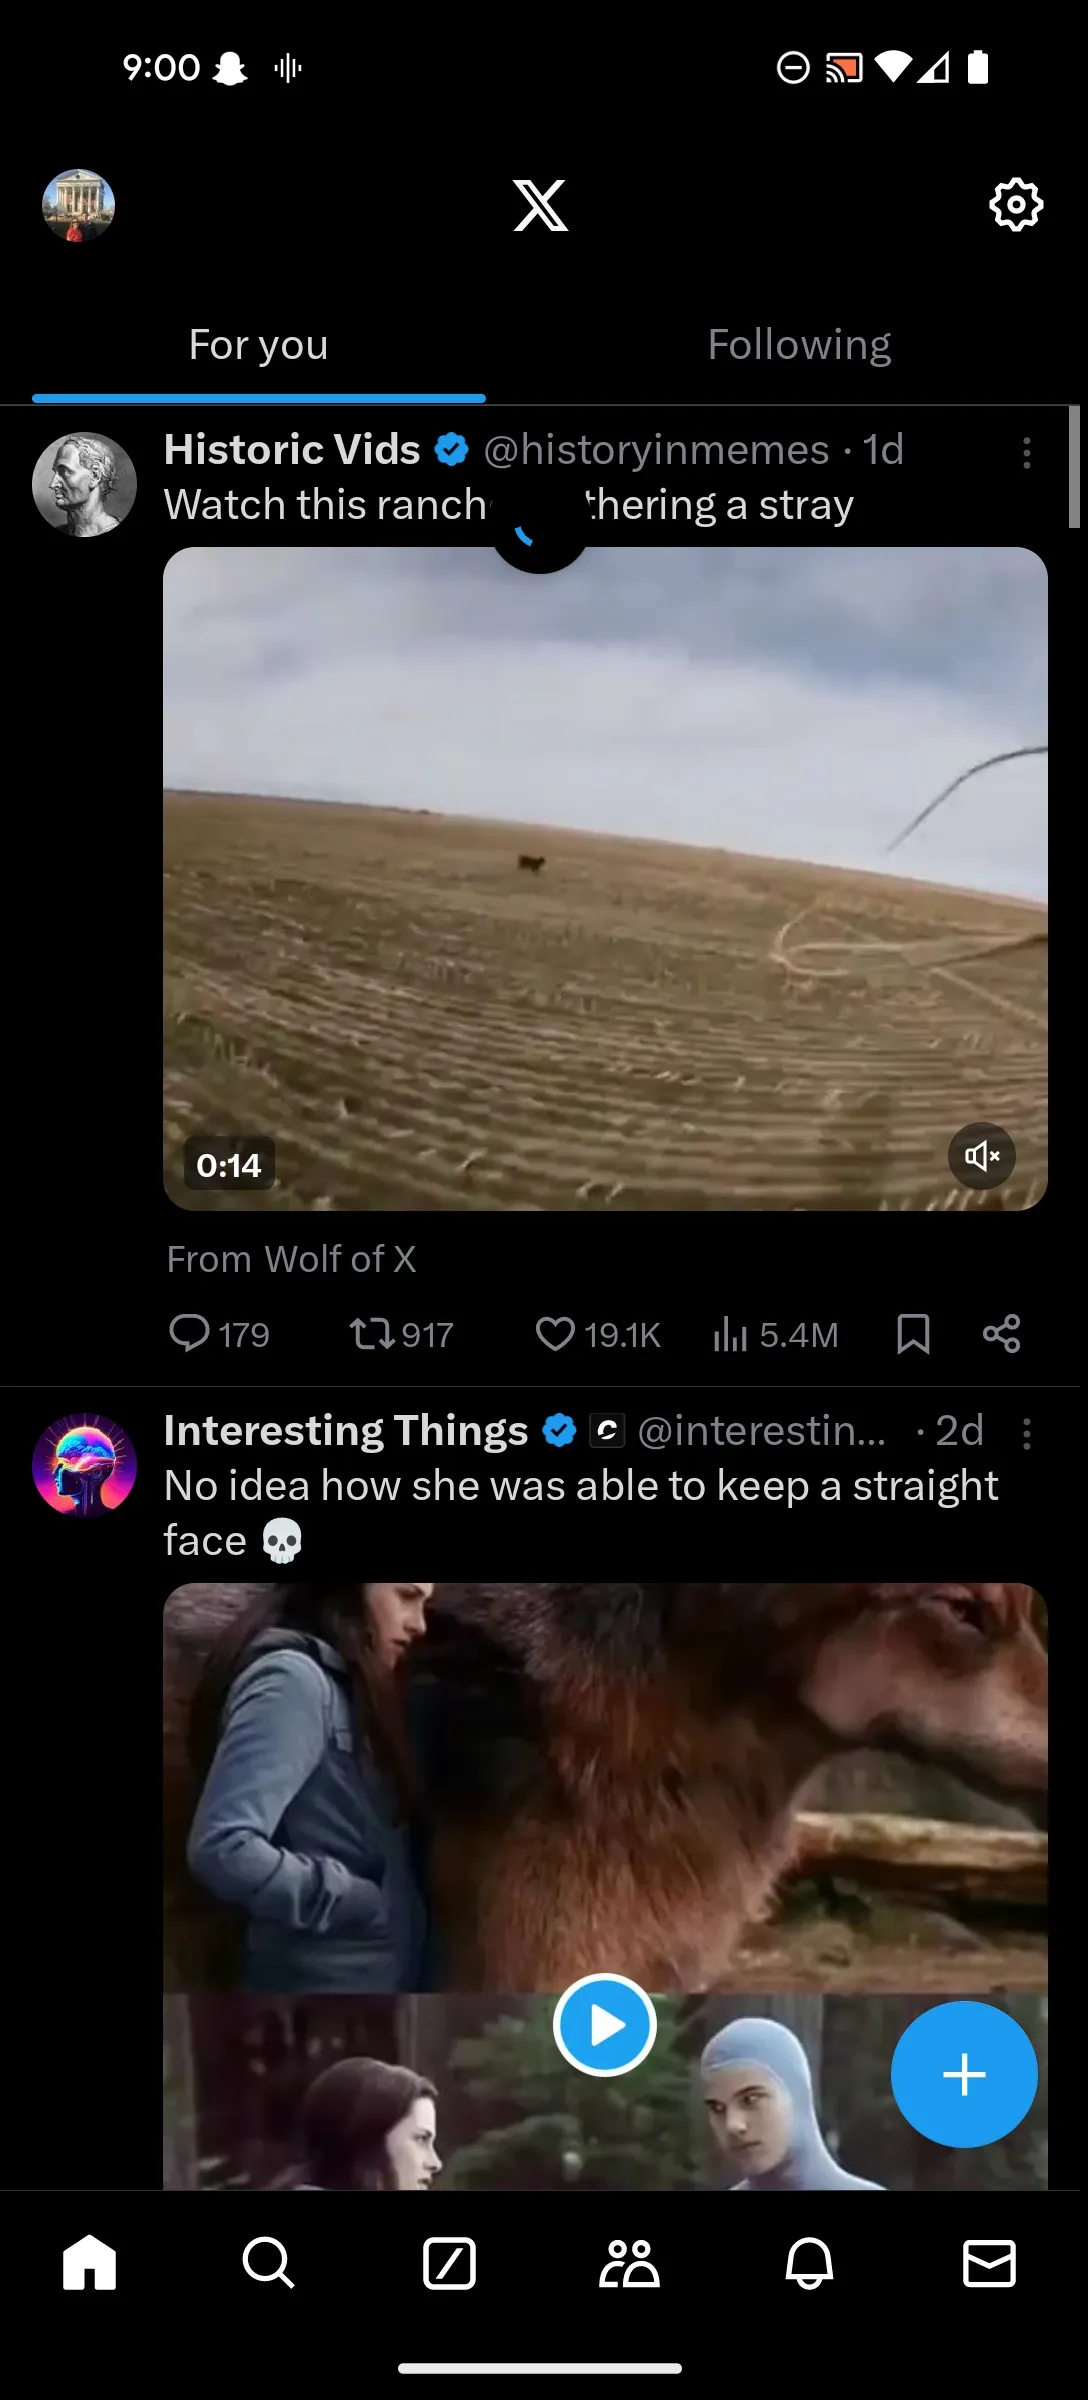 9:00
For you
Following
Historic Vids @historyinmemes · 1d
Watch this ranch thering a stray
0:14
From Wolf of X
179 917 19.1K 5.4M
Interesting Things @interestin... · 2d
No idea how she was able to keep a straight
face 💀